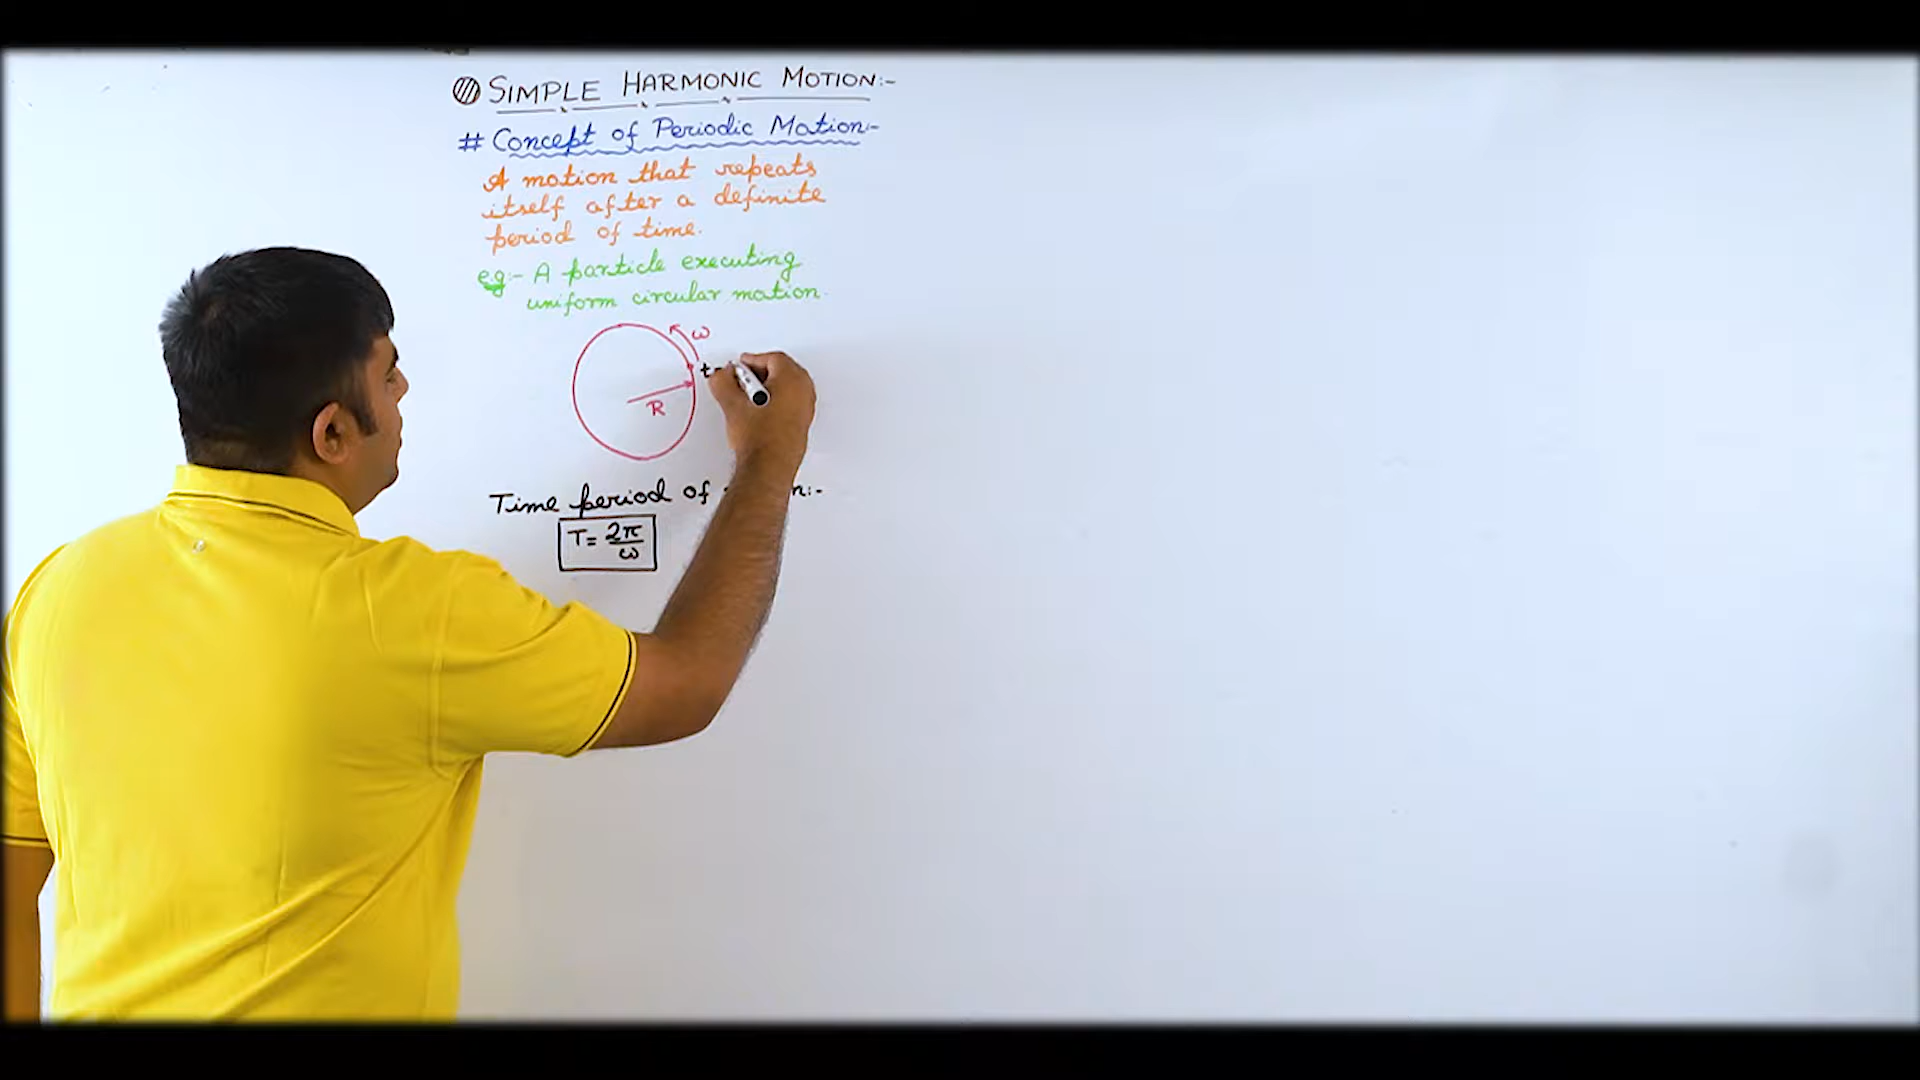 SIMPLE HARMONIC MOTION:-
# Concept of Periodic Motion:-
A motion that repeats
itself after a definite
period of time.
e.g:- A particle executing
uniform circular motion.
ω
t=
R
Time period of
T = 2π/ω